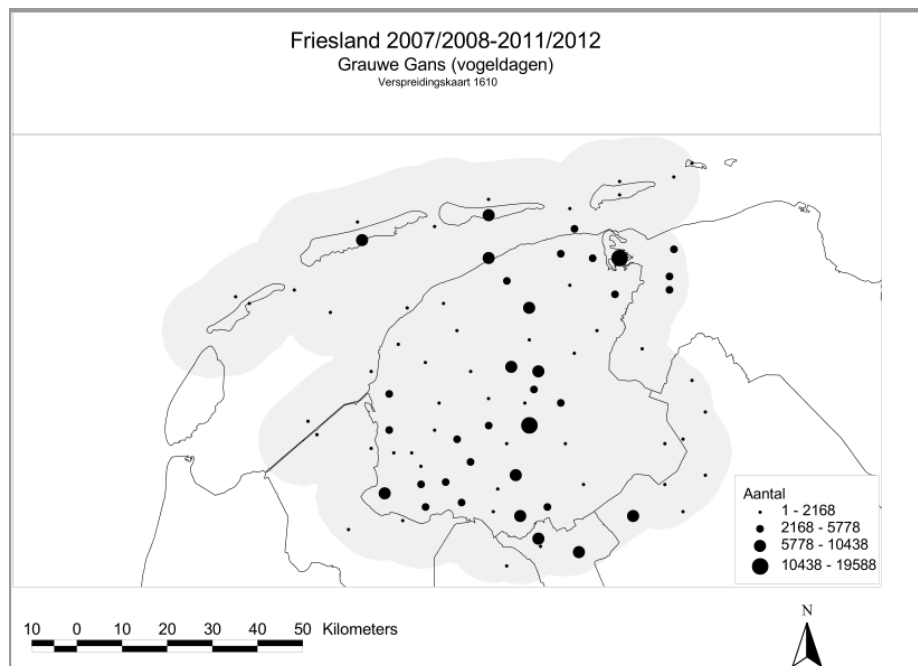 Friesland 2007/2008-2011/2012
Grauwe Gans (vogeldagen)
Verspreidingskaart 1610
Aantal
1 - 2168
2168 - 5778
5778 - 10438
10438 - 19588
10 0 10 20 30 40 50 Kilometers
N